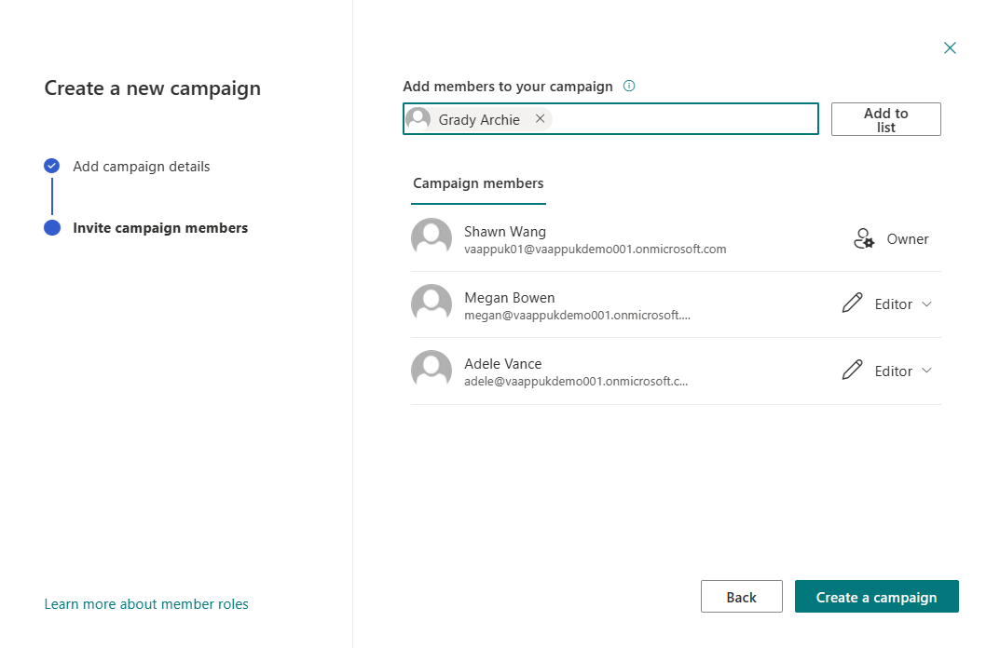 Create a new campaign
Add campaign details
Invite campaign members
Learn more about member roles
Add members to your campaign
Grady Archie
Add to
list
Campaign members
Shawn Wang
vaappuk01@vaappukdemo001.onmicrosoft.com
Owner
Megan Bowen
megan@vaappukdemo001.onmicrosoft....
Editor
Adele Vance
adele@vaappukdemo001.onmicrosoft.c...
Editor
Back
Create a campaign